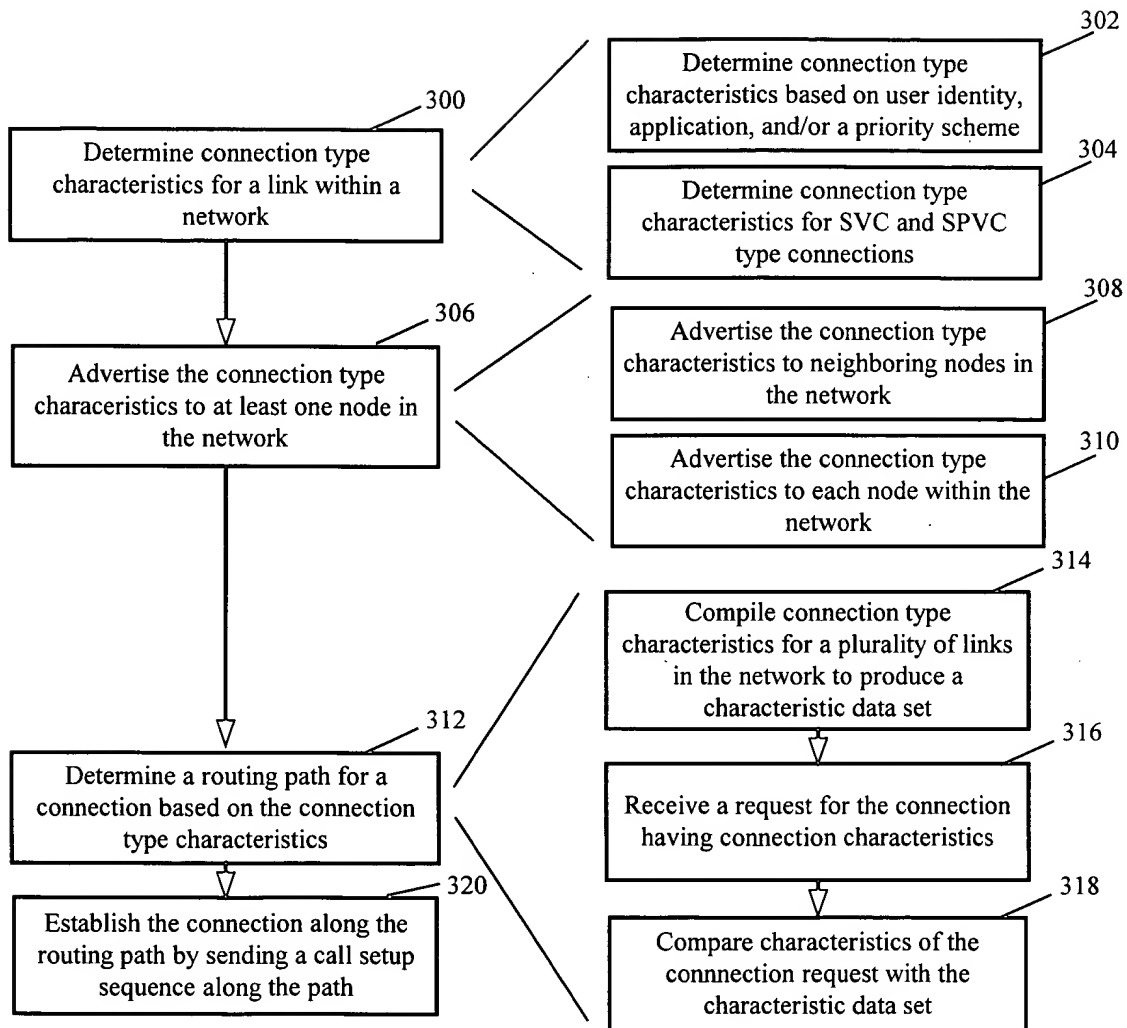 300
Determine connection type
characteristics for a link within a
network
302
Determine connection type
characteristics based on user identity,
application, and/or a priority scheme
304
Determine connection type
characteristics for SVC and SPVC
type connections
306
Advertise the connection type
characeristics to at least one node in
the network
308
Advertise the connection type
characteristics to neighboring nodes in
the network
310
Advertise the connection type
characteristics to each node within the
network
312
Determine a routing path for a
connection based on the connection
type characteristics
314
Compile connection type
characteristics for a plurality of links
in the network to produce a
characteristic data set
316
Receive a request for the connection
having connection characteristics
318
Compare characteristics of the
connnection request with the
characteristic data set
320
Establish the connection along the
routing path by sending a call setup
sequence along the path